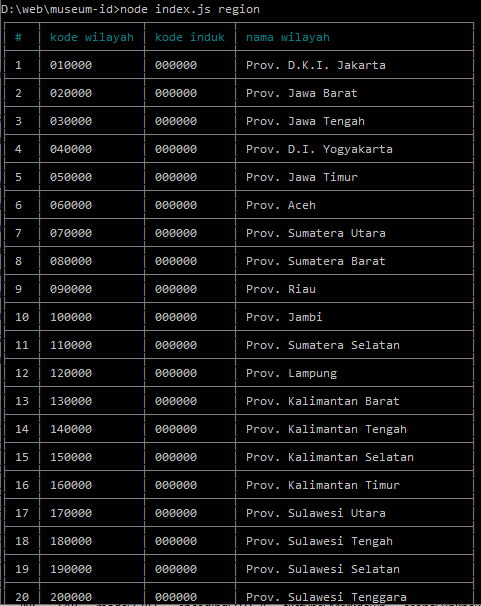 D:\web\museum-id>node index.js region
# kode wilayah kode induk nama wilayah
1 010000 000000 Prov. D.K.I. Jakarta
2 020000 000000 Prov. Jawa Barat
3 030000 000000 Prov. Jawa Tengah
4 040000 000000 Prov. D.I. Yogyakarta
5 050000 000000 Prov. Jawa Timur
6 060000 000000 Prov. Aceh
7 070000 000000 Prov. Sumatera Utara
8 080000 000000 Prov. Sumatera Barat
9 090000 000000 Prov. Riau
10 100000 000000 Prov. Jambi
11 110000 000000 Prov. Sumatera Selatan
12 120000 000000 Prov. Lampung
13 130000 000000 Prov. Kalimantan Barat
14 140000 000000 Prov. Kalimantan Tengah
15 150000 000000 Prov. Kalimantan Selatan
16 160000 000000 Prov. Kalimantan Timur
17 170000 000000 Prov. Sulawesi Utara
18 180000 000000 Prov. Sulawesi Tengah
19 190000 000000 Prov. Sulawesi Selatan
20 200000 000000 Prov. Sulawesi Tenggara